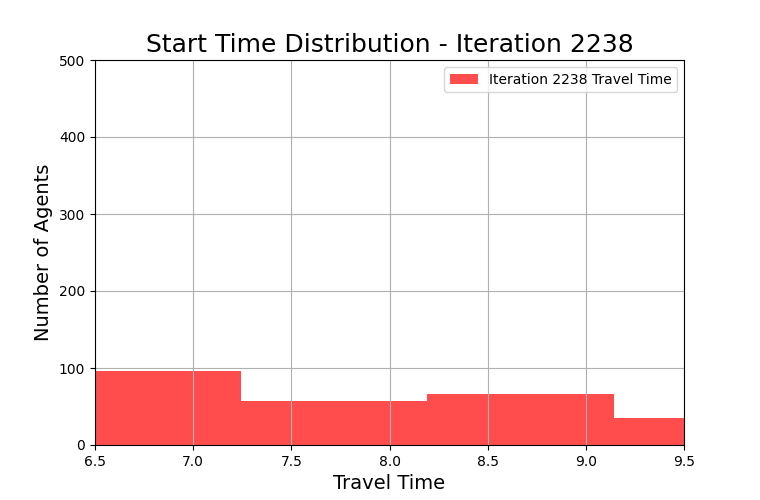 Start Time Distribution - Iteration 2238
Iteration 2238 Travel Time
Number of Agents
500
400
300
200
100
0
6.5 7.0 7.5 8.0 8.5 9.0 9.5
Travel Time